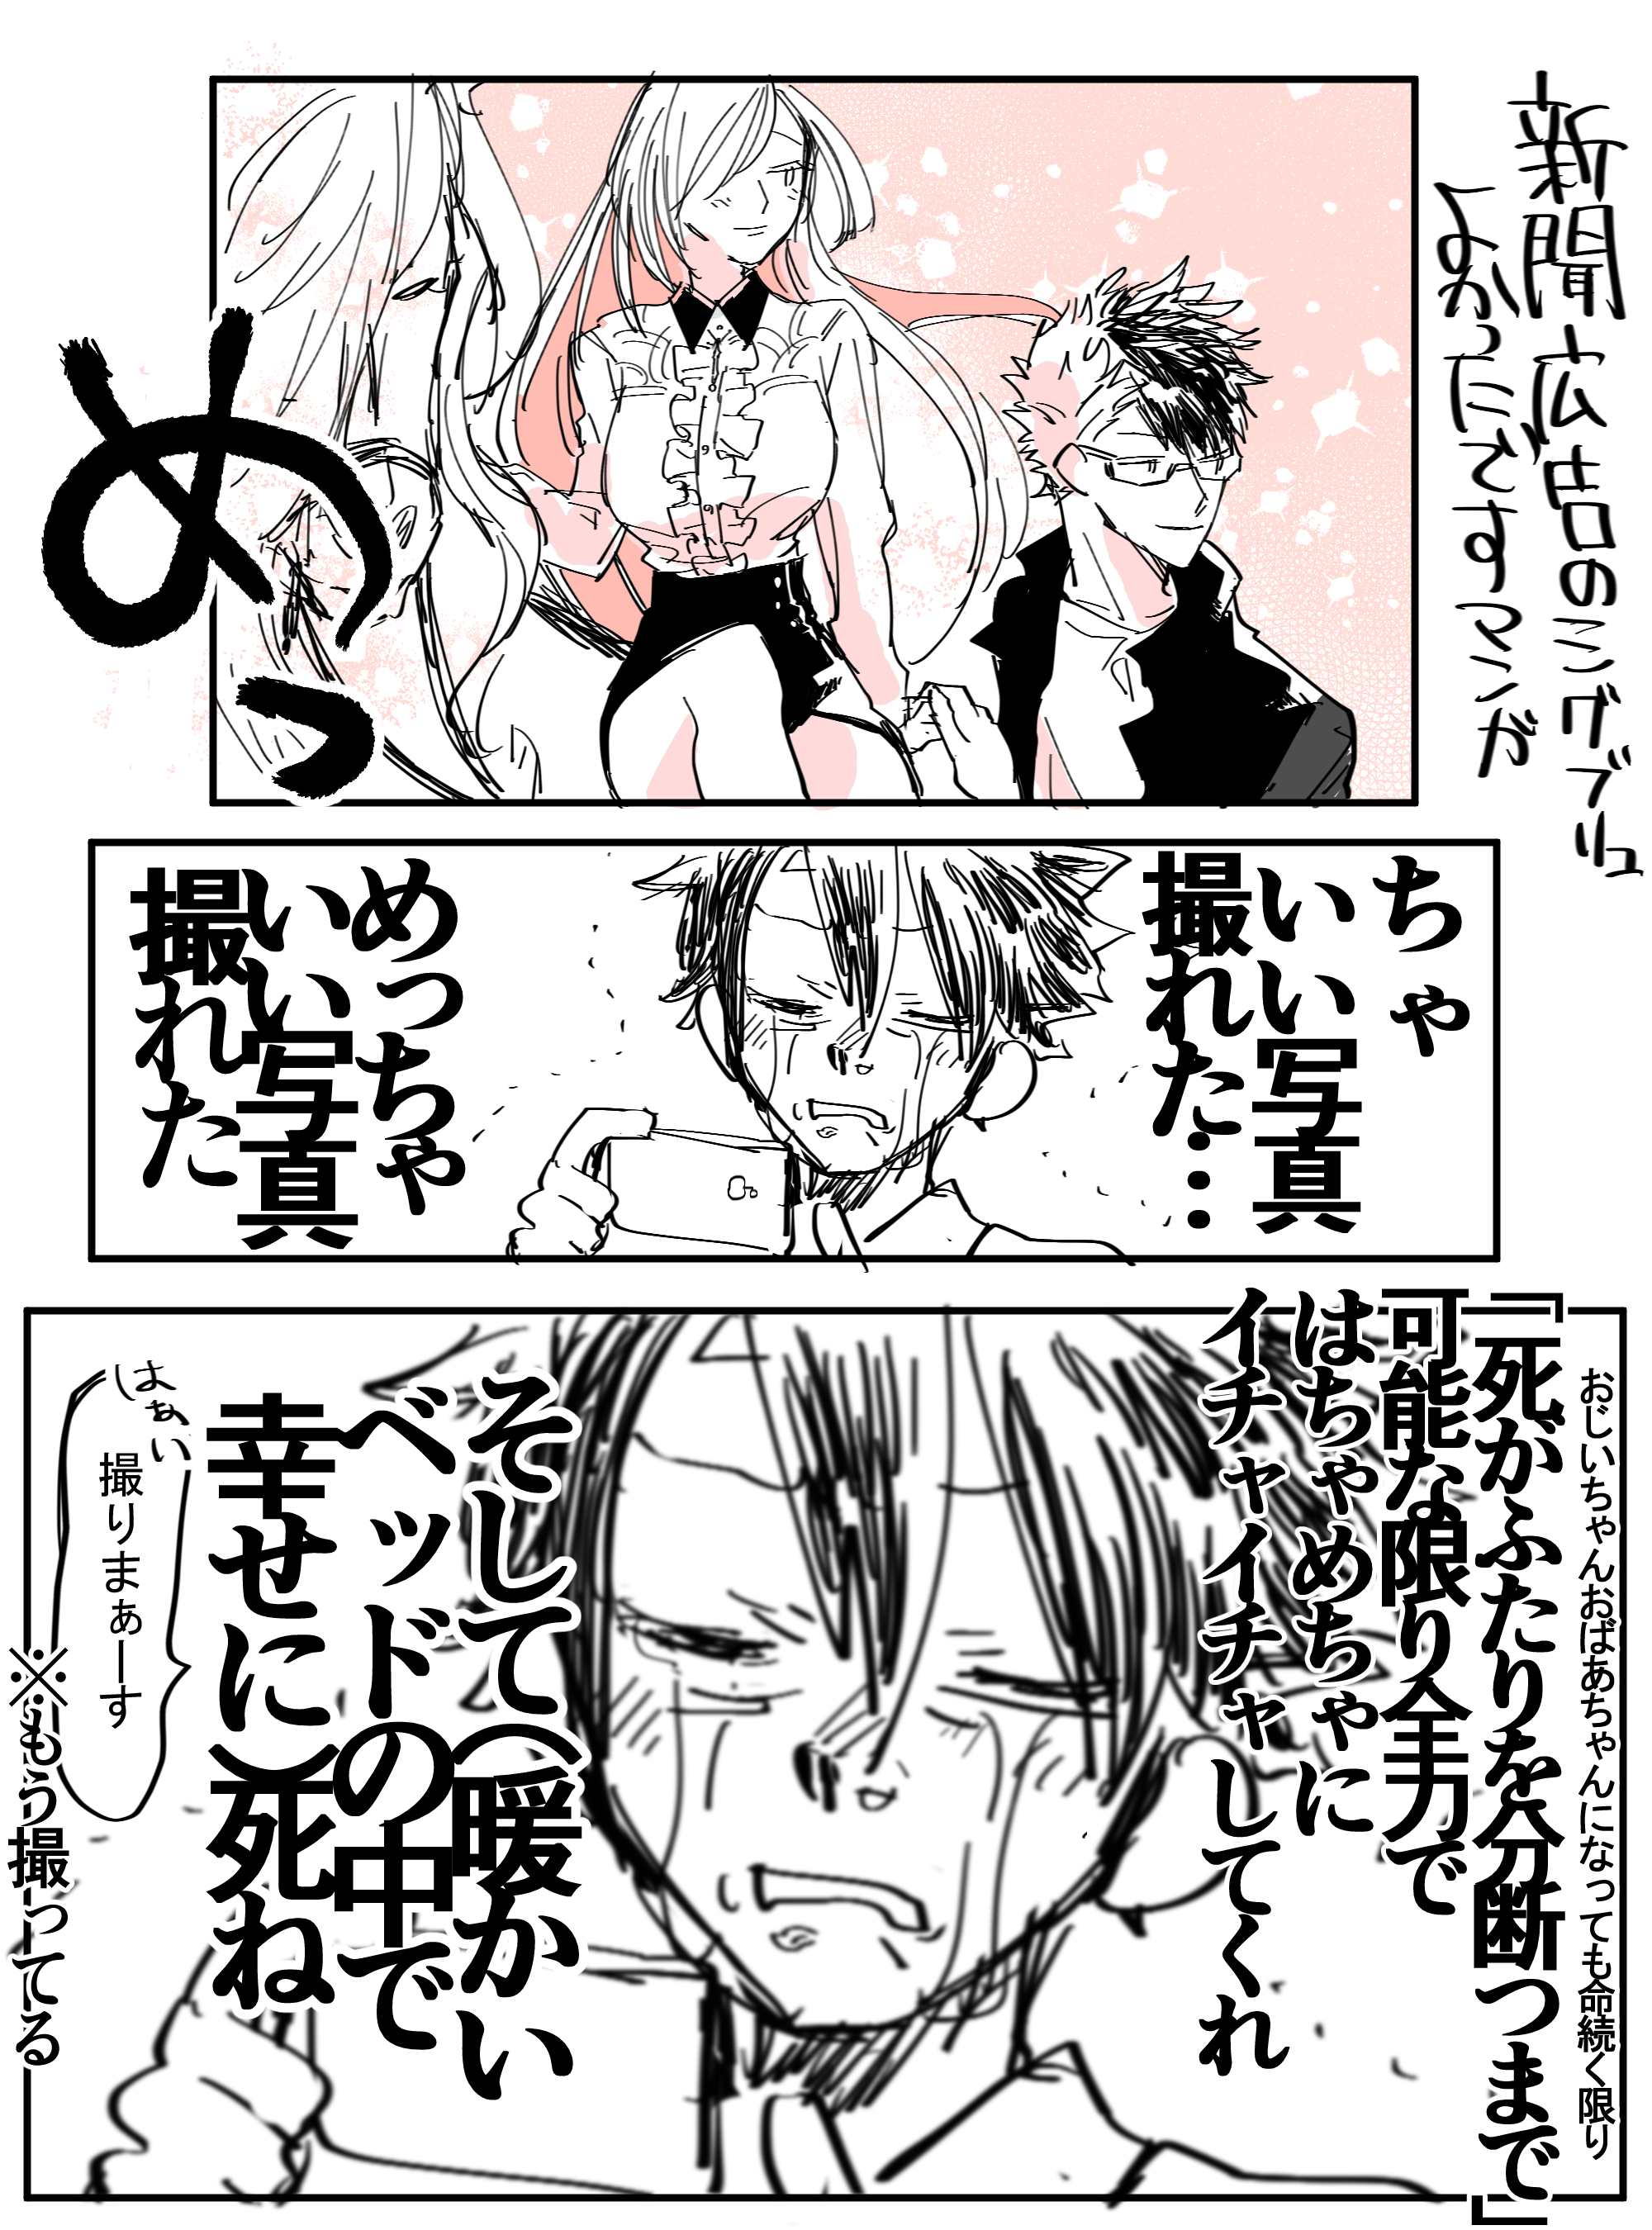 新聞広告のシグブリュ
よかったにですマンが
めっ
ちゃ
いい写真
撮れた…
めっちゃ
いい写真
撮れた
おじいちゃんおばあちゃんになっても命続く限り
「死がふたりを分断つまで」
可能な限り全力で
はちゃめちゃに
イチャイチャしてくれ
そして(暖かい
ベッドの中で
幸せに)死ね
はぁい
撮りまぁーす
※もう撮ってる